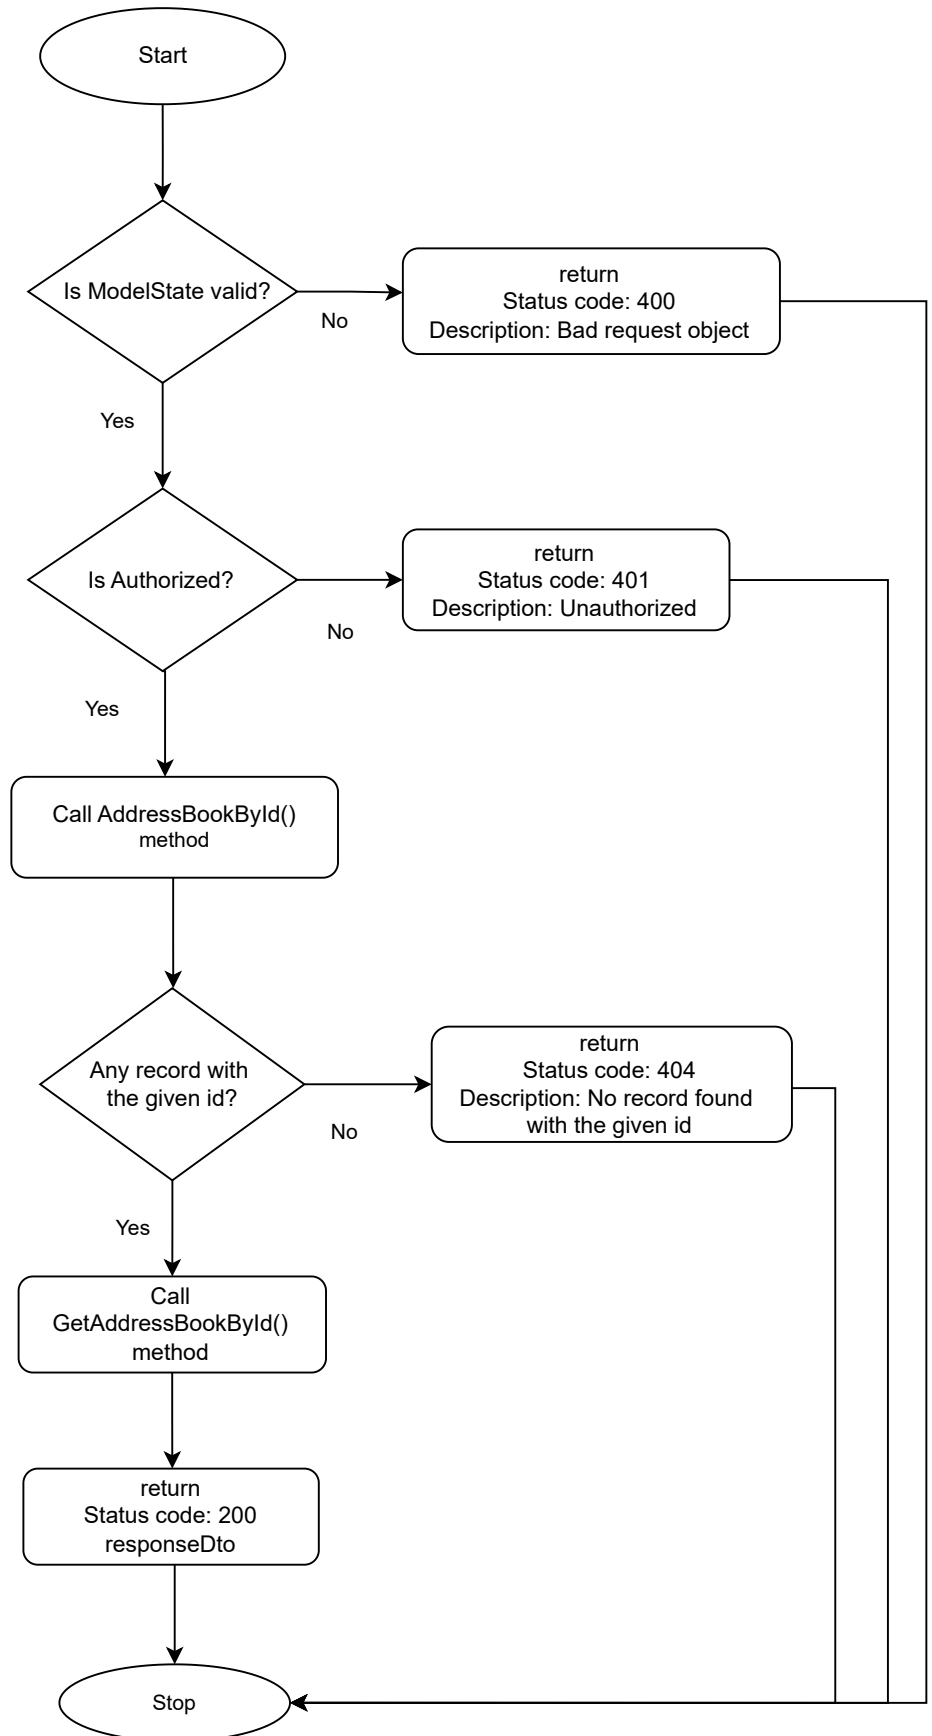 Start
Is ModelState valid?
No
return
Status code: 400
Description: Bad request object
Yes
Is Authorized?
No
return
Status code: 401
Description: Unauthorized
Yes
Call AddressBookById()
method
Any record with
the given id?
No
return
Status code: 404
Description: No record found
with the given id
Yes
Call
GetAddressBookById()
method
return
Status code: 200
responseDto
Stop